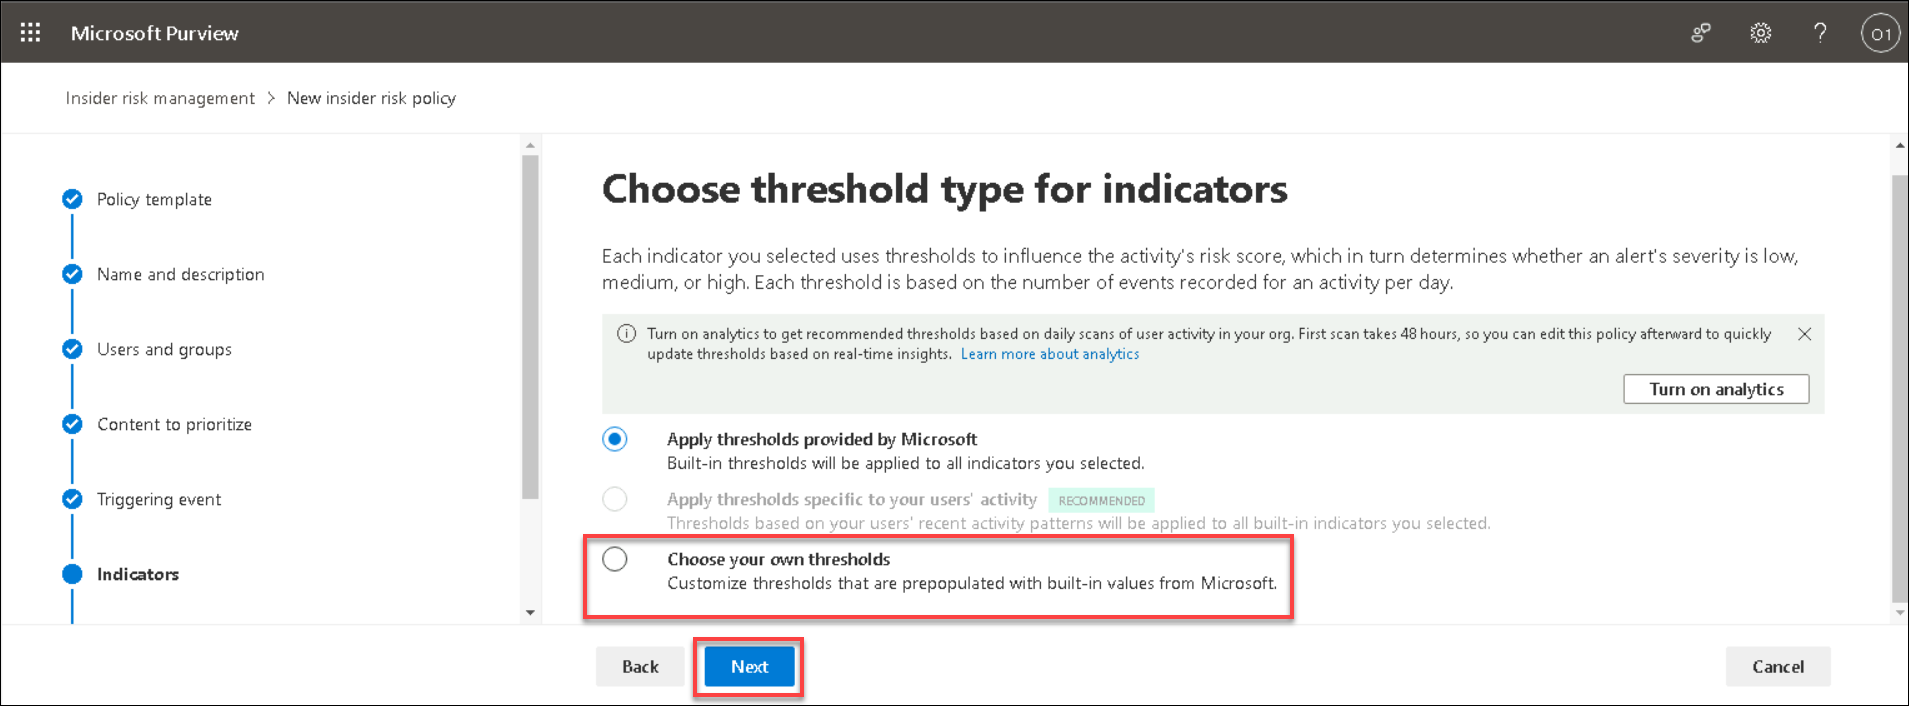 Microsoft Purview
?
O1
Insider risk management > New insider risk policy
Policy template
Name and description
Users and groups
Content to prioritize
Triggering event
Indicators
Choose threshold type for indicators
Each indicator you selected uses thresholds to influence the activity's risk score, which in turn determines whether an alert's severity is low,
medium, or high. Each threshold is based on the number of events recorded for an activity per day.
Turn on analytics to get recommended thresholds based on daily scans of user activity in your org. First scan takes 48 hours, so you can edit this policy afterward to quickly
update thresholds based on real-time insights. Learn more about analytics
Turn on analytics
Apply thresholds provided by Microsoft
Built-in thresholds will be applied to all indicators you selected.
Apply thresholds specific to your users' activity RECOMMENDED
Thresholds based on your users' recent activity patterns will be applied to all built-in indicators you selected.
Choose your own thresholds
Customize thresholds that are prepopulated with built-in values from Microsoft.
Back
Next
Cancel